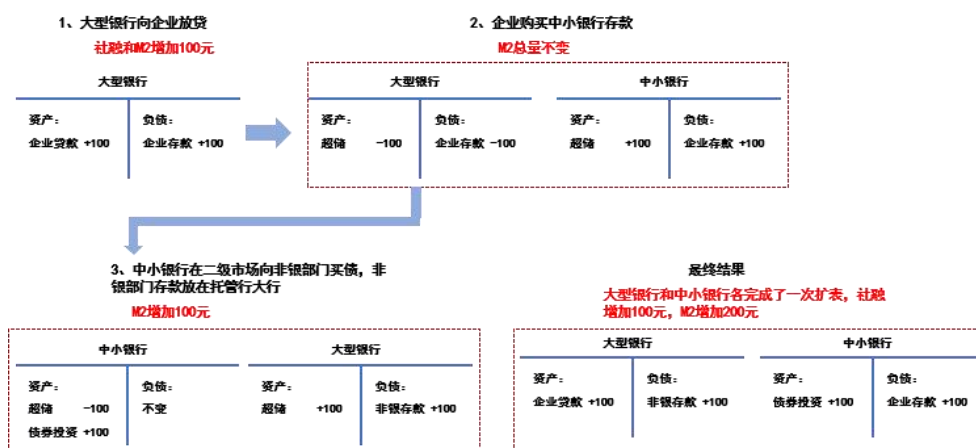 1、大型银行向企业放贷
社融和M2增加100元
大型银行
资产：
负债：
企业贷款 +100
企业存款 +100
2、企业购买中小银行存款
M2总量不变
大型银行
中小银行
资产：
负债：
资产：
负债：
超储 -100
企业存款 -100
超储 +100
企业存款 +100
3、中小银行在二级市场向非银部门买债，非
银部门存款放在托管行大行
M2增加100元
中小银行
大型银行
资产：
负债：
资产：
负债：
超储 -100
不变
超储 +100
非银存款 +100
债券投资 +100
最终结果
大型银行和中小银行各完成了一次扩表，社融
增加100元，M2增加200元
大型银行
中小银行
资产：
负债：
资产：
负债：
企业贷款 +100
非银存款 +100
债券投资 +100
企业存款 +100